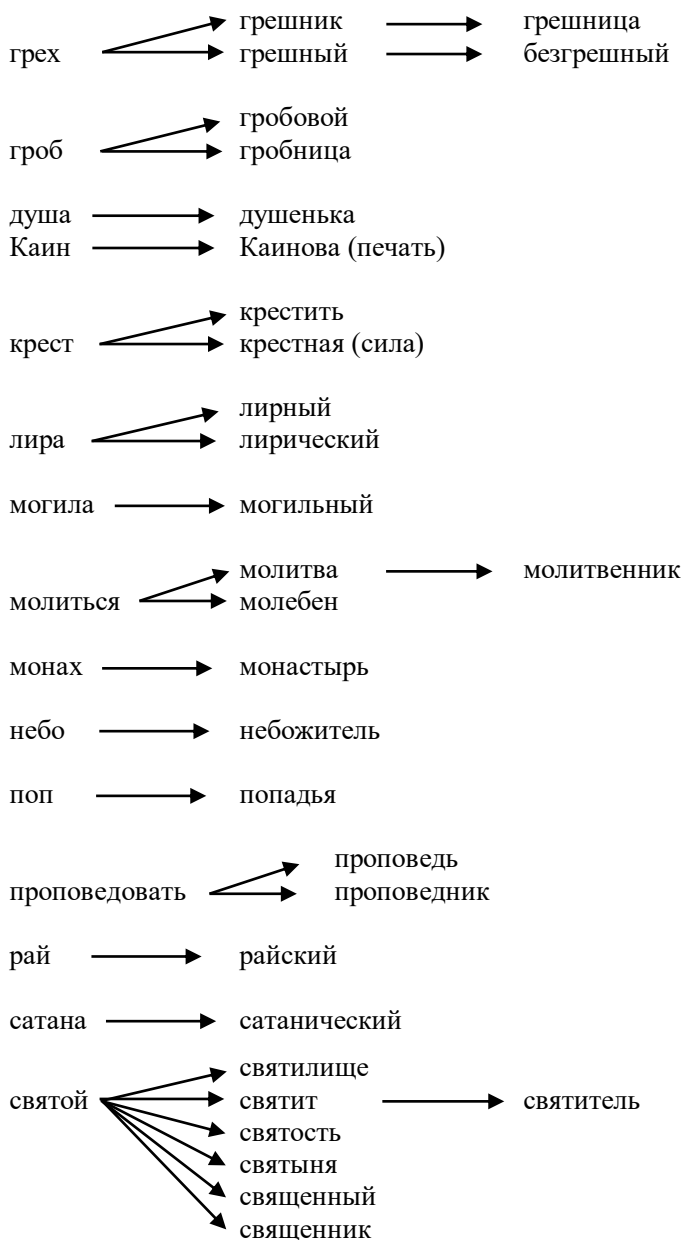 грешник грешница
грех грешный безгрешный
гробовой
гроб гробница
душа душенька
Каин Каинова (печать)
крестить
крест крестная (сила)
лирный
лира лирический
могила могильный
молитва молитвенник
молиться молебен
монах монастырь
небо небожитель
поп попадья
проповедь
проповедовать проповедник
рай райский
сатана сатанический
святилище
святой святит святитель
святость
святыня
священный
священник